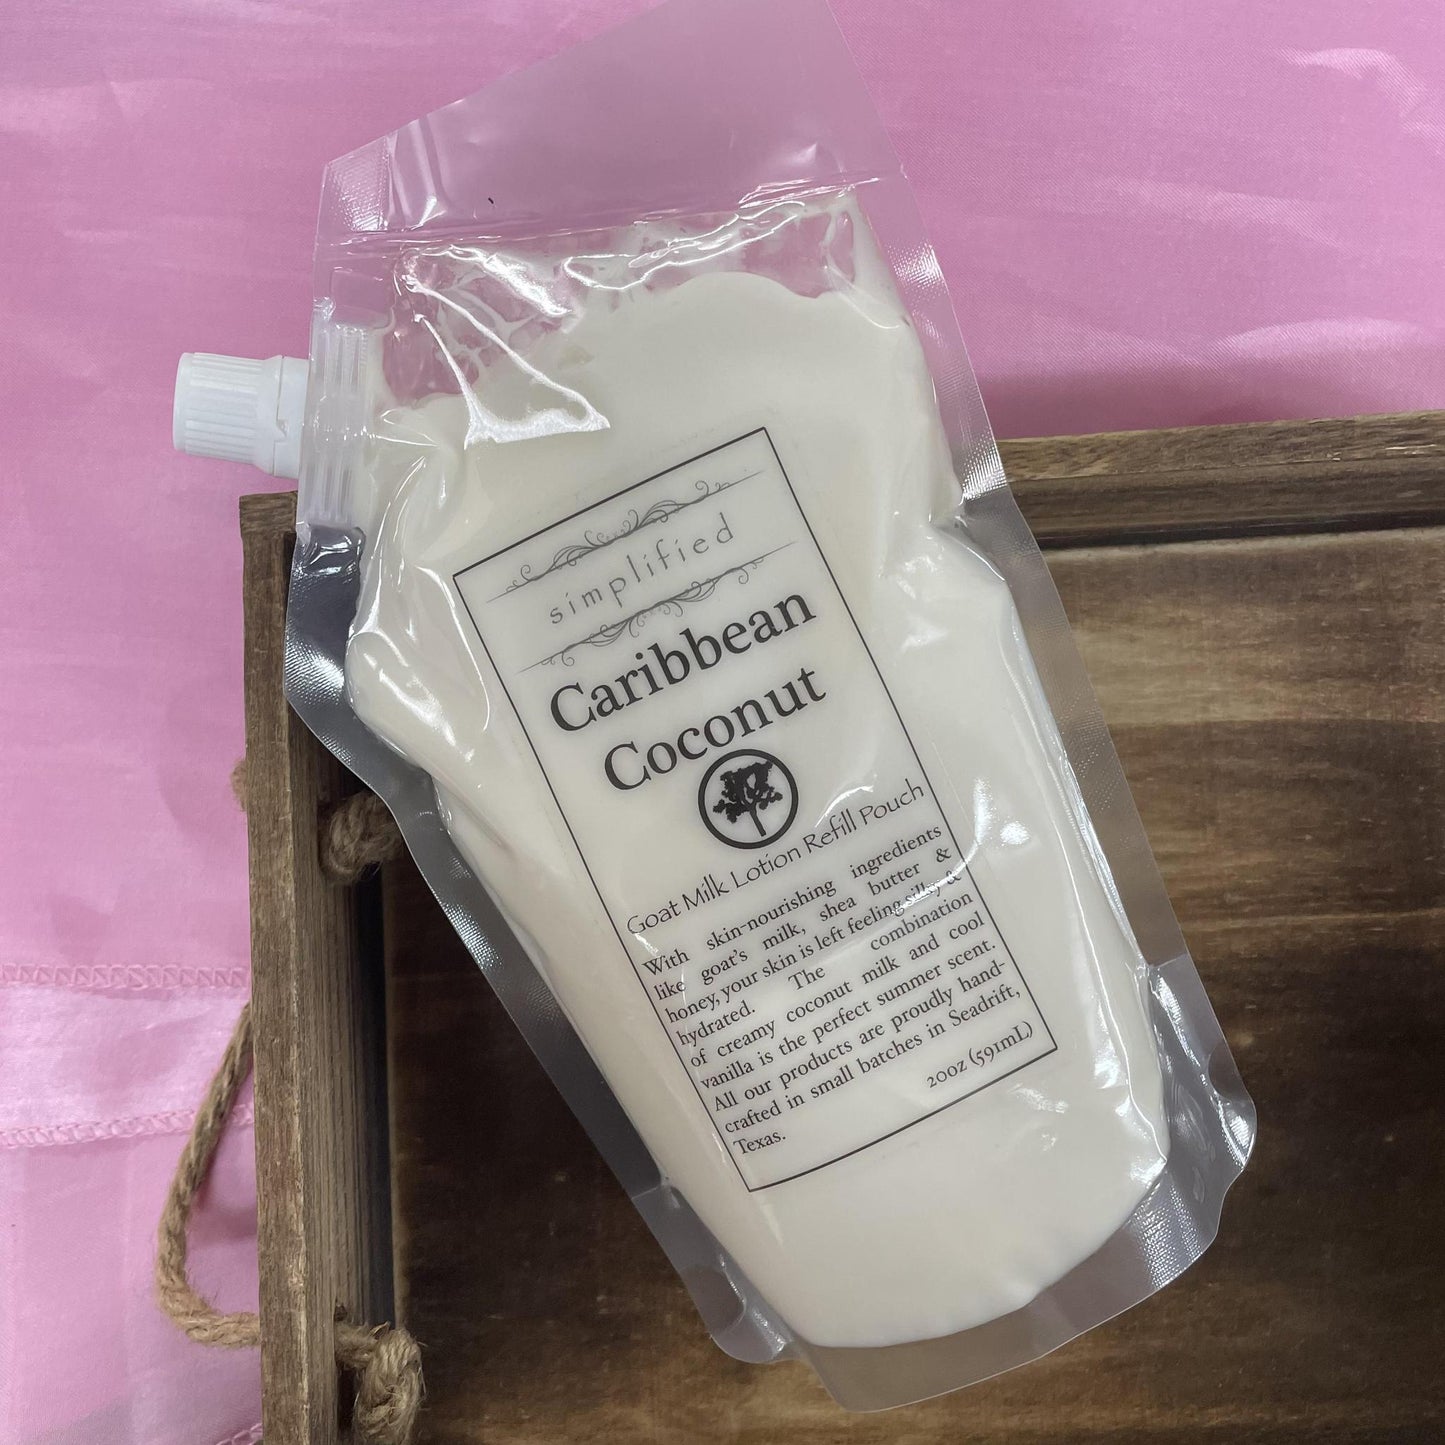 simplified
Caribbean
Coconut
Goat Milk Lotion Refill Pouch
With skin-nourishing ingredients
like goat's milk, shea butter &
honey, your skin is left feeling silky &
hydrated. The combination
of creamy coconut milk and cool
vanilla is the perfect summer scent.
All our products are proudly hand-
crafted in small batches in Seadrift,
Texas.
20oz (591mL)